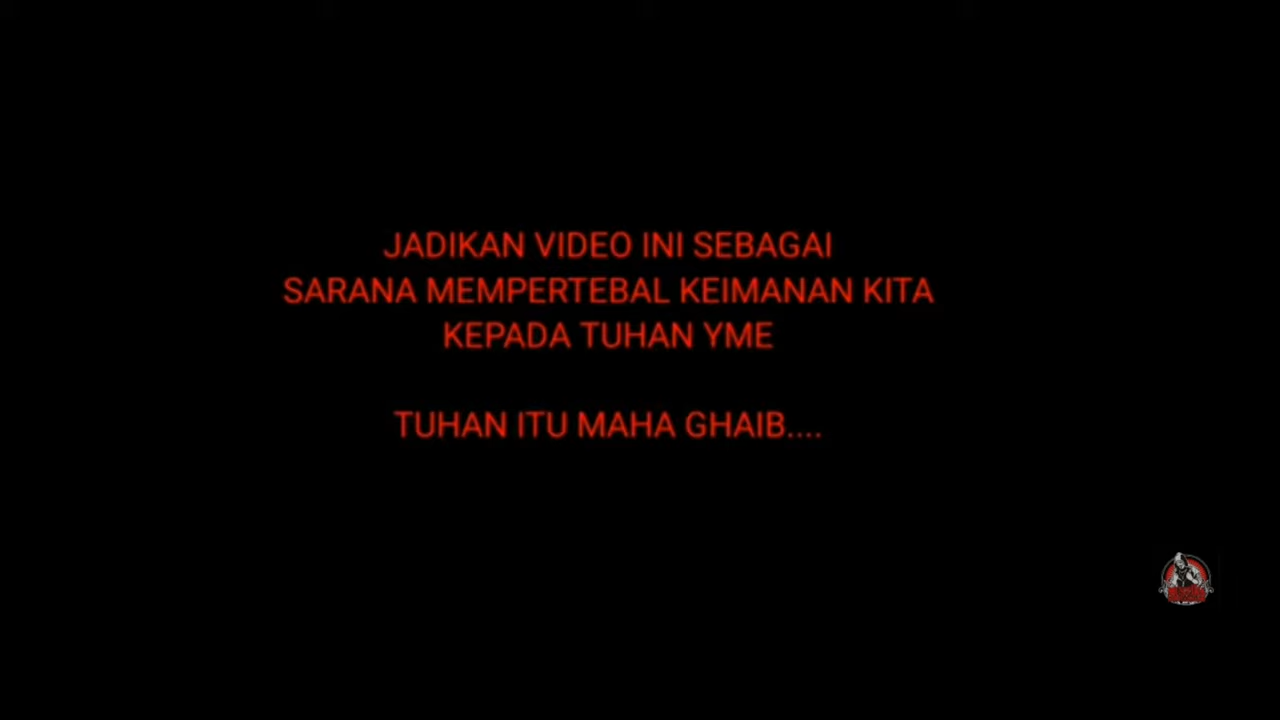 JADIKAN VIDEO INI SEBAGAI
SARANA MEMPERTEBAL KEIMANAN KITA
KEPADA TUHAN YME
TUHAN ITU MAHA GHAIB....